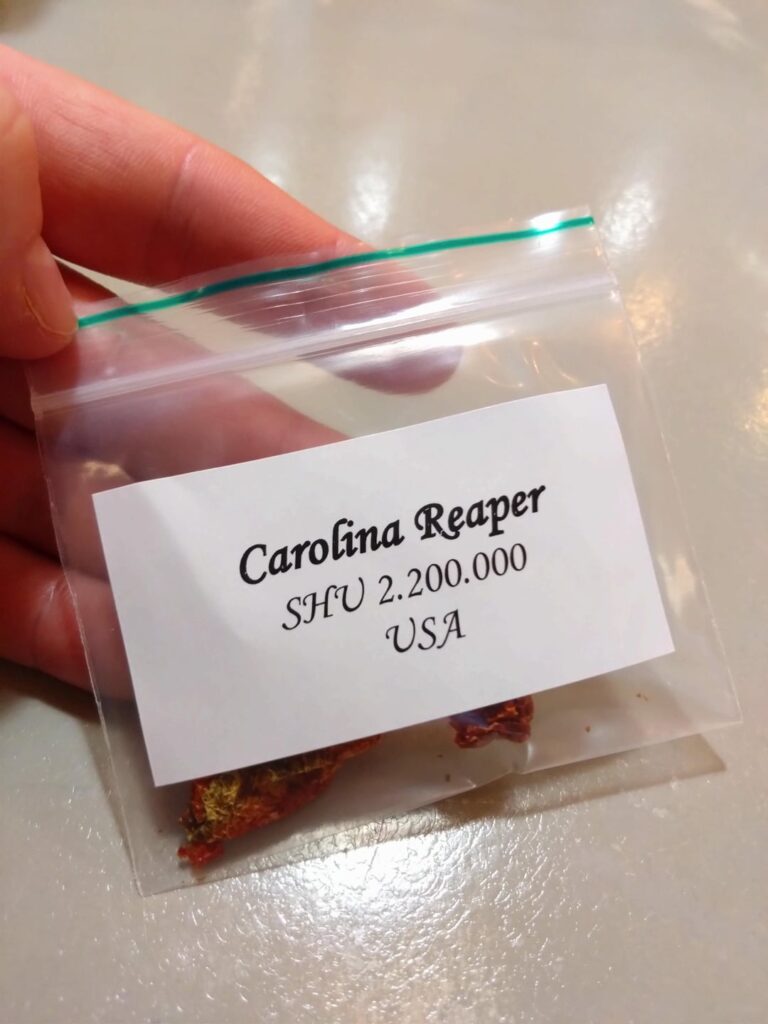 Carolina Reaper
SHU 2.200.000
USA